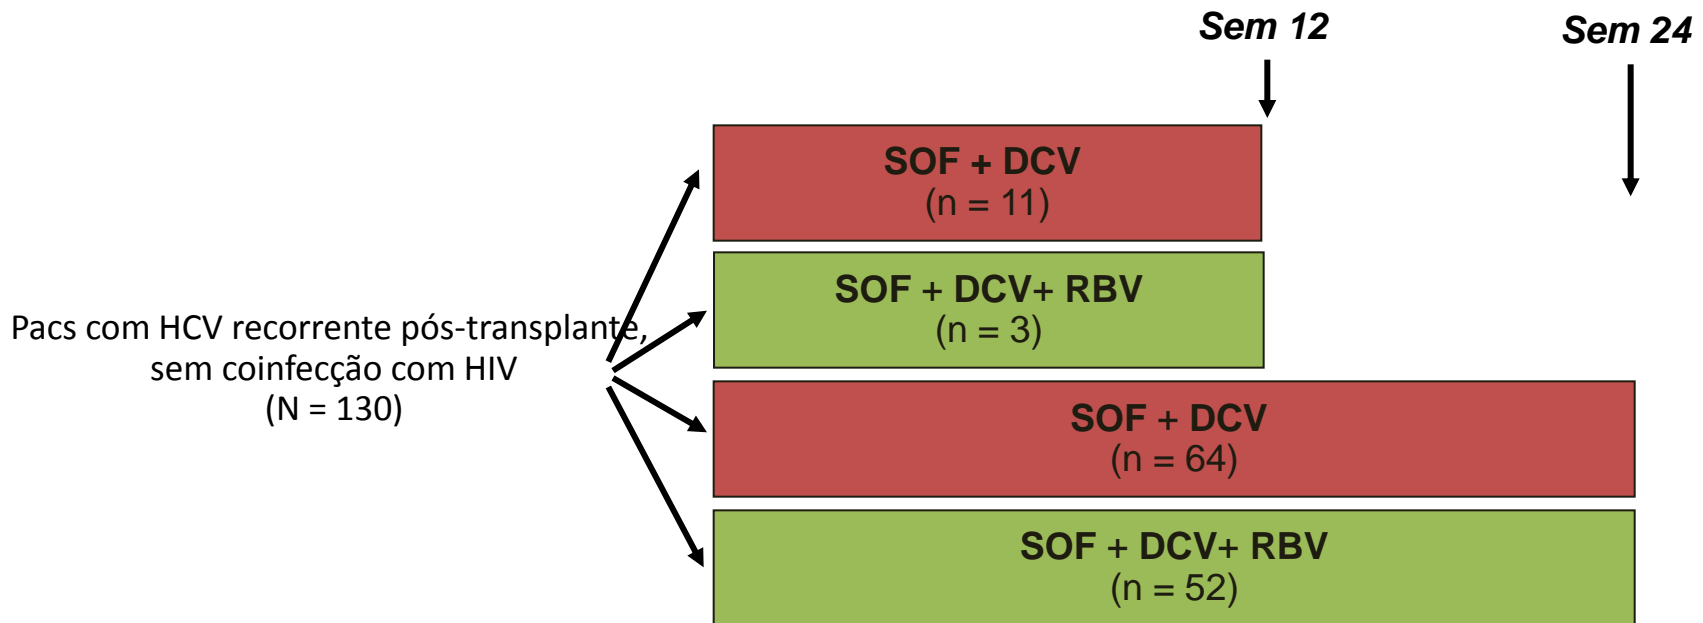 Sem 12
Sem 24
SOF + DCV
(n = 11)
SOF + DCV+ RBV
(n = 3)
Pacs com HCV recorrente pós-transplante,
sem coinfecção com HIV
(N = 130)
SOF + DCV
(n = 64)
SOF + DCV+ RBV
(n = 52)